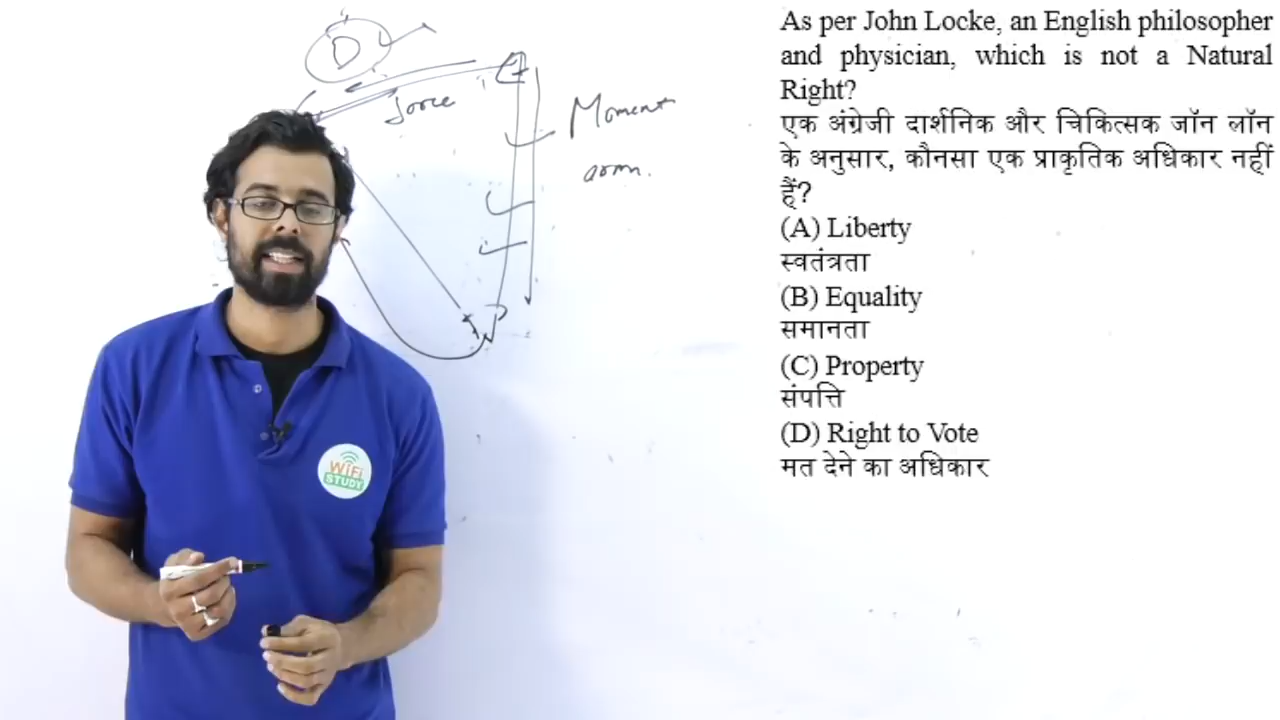 D
force
Moment
arm.
WiFi
STUDY
As per John Locke, an English philosopher
and physician, which is not a Natural
Right?
एक अंग्रेजी दार्शनिक और चिकित्सक जॉन लॉन
के अनुसार, कौनसा एक प्राकृतिक अधिकार नहीं
हैं?
(A) Liberty
स्वतंत्रता
(B) Equality
समानता
(C) Property
संपत्ति
(D) Right to Vote
मत देने का अधिकार